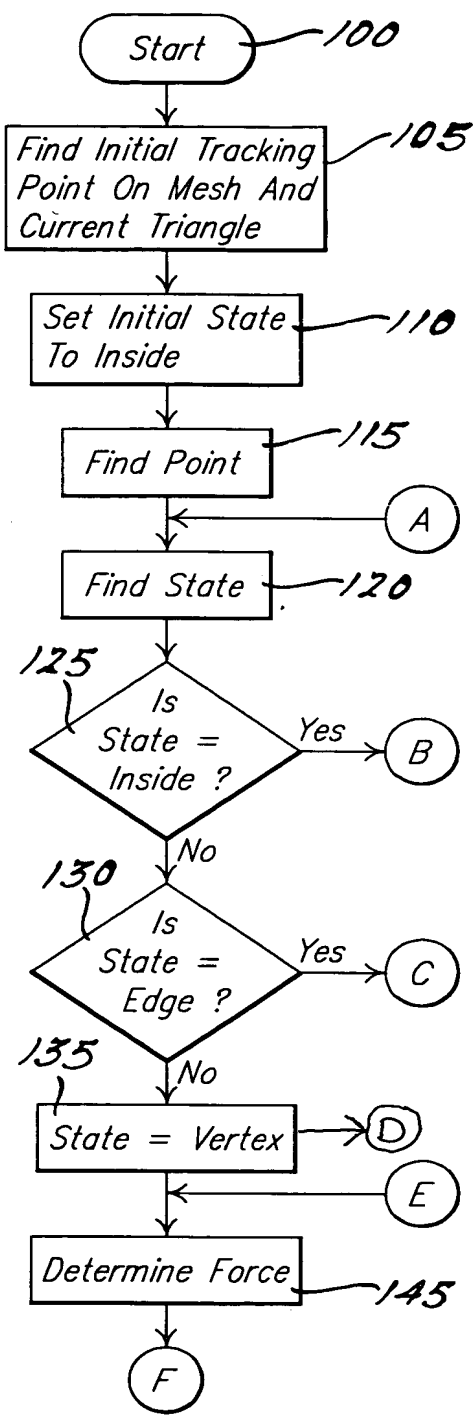 Start
100
Find Initial Tracking
Point On Mesh And
Current Triangle
105
Set Initial State
To Inside
110
Find Point
115
A
Find State
120
125
Is
State =
Inside ?
Yes
B
No
130
Is
State =
Edge ?
Yes
C
No
135
State = Vertex
D
E
Determine Force
145
F